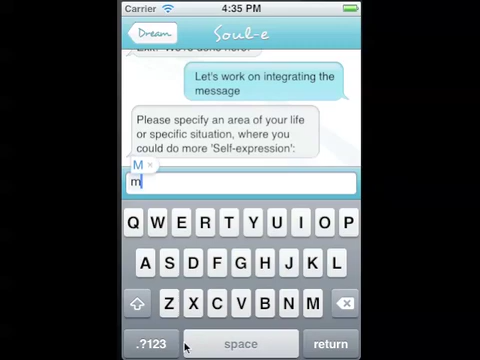 Carrier 4:35 PM
Dream Soul-e
Let's work on integrating the
message
Please specify an area of your life
or specific situation, where you
could do more 'Self-expression':
M ×
m
Q W E R T Y U I O P
A S D F G H J K L
Z X C V B N M
.?123 space return